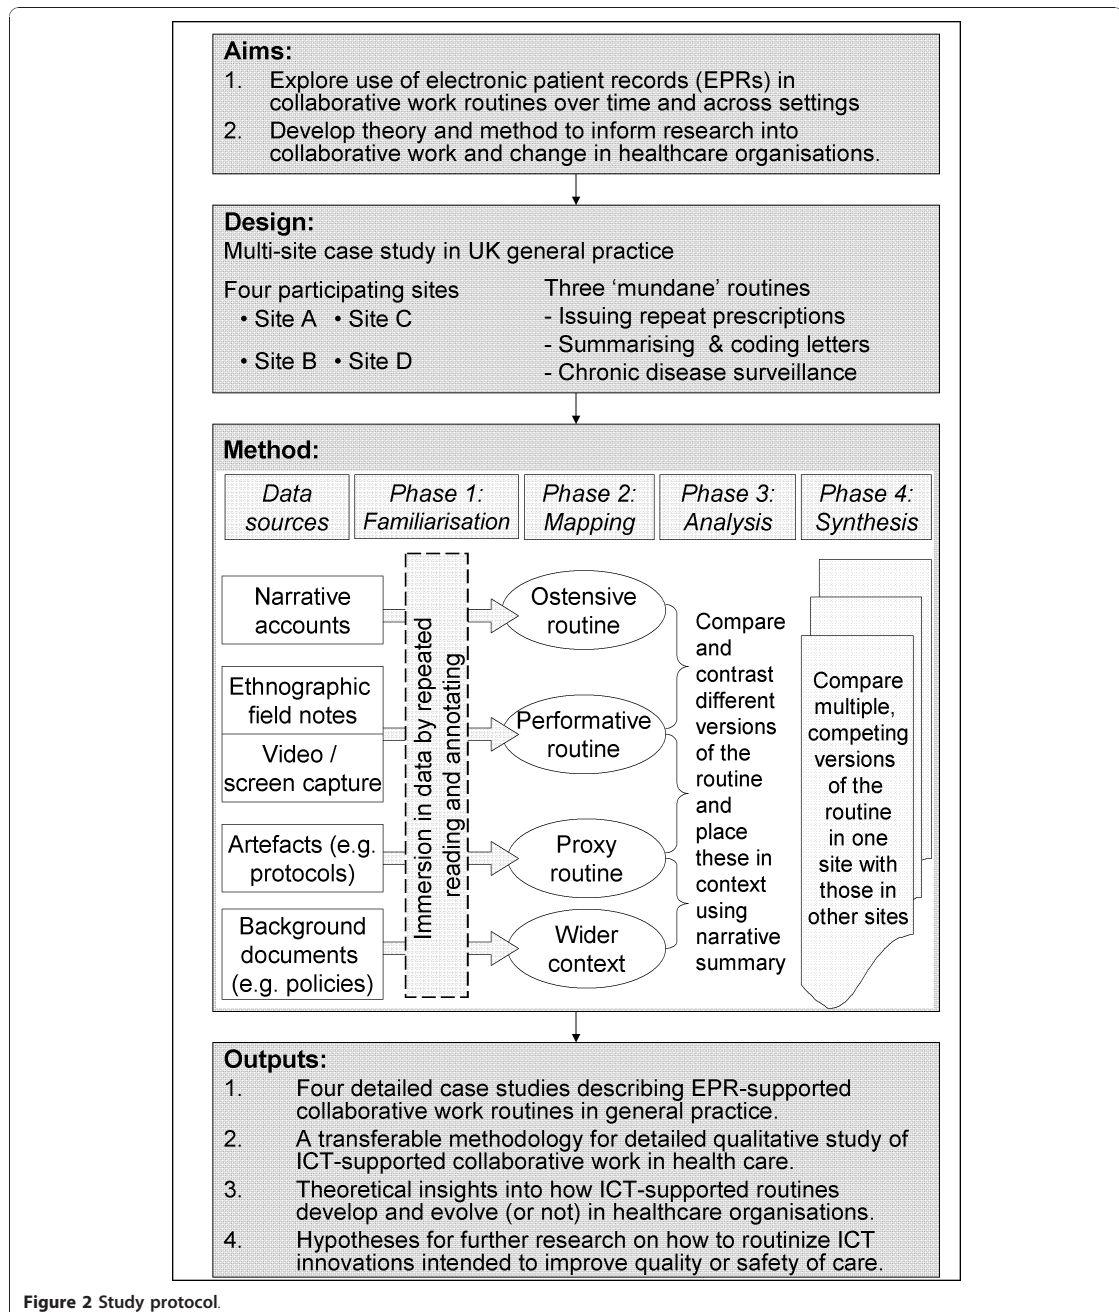 Aims:
1. Explore use of electronic patient records (EPRs) in
collaborative work routines over time and across settings
2. Develop theory and method to inform research into
collaborative work and change in healthcare organisations.
Design:
Multi-site case study in UK general practice
Four participating sites
• Site A • Site C
• Site B • Site D
Three ‘mundane’ routines
- Issuing repeat prescriptions
- Summarising & coding letters
- Chronic disease surveillance
Method:
Data
sources
Phase 1:
Familiarisation
Phase 2:
Mapping
Phase 3:
Analysis
Phase 4:
Synthesis
Narrative
accounts
Ethnographic
field notes
Video /
screen capture
Artefacts (e.g.
protocols)
Background
documents
(e.g. policies)
Immersion in data by repeated
reading and annotating
Ostensive
routine
Performative
routine
Proxy
routine
Wider
context
Compare
and
contrast
different
versions
of the
routine
and
place
these in
context
using
narrative
summary
Compare
multiple,
competing
versions
of the
routine
in one
site with
those in
other sites
Outputs:
1. Four detailed case studies describing EPR-supported
collaborative work routines in general practice.
2. A transferable methodology for detailed qualitative study of
ICT-supported collaborative work in health care.
3. Theoretical insights into how ICT-supported routines
develop and evolve (or not) in healthcare organisations.
4. Hypotheses for further research on how to routinize ICT
innovations intended to improve quality or safety of care.
Figure 2 Study protocol.